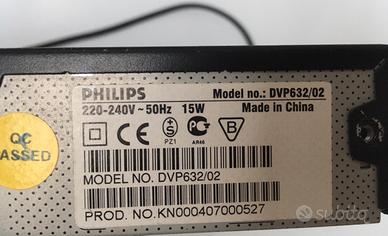 PHILIPS Model no.: DVP632/02
220-240V ~ 50Hz 15W Made in China
QC
PASSED
S
PZ1
AR46
B
MODEL NO. DVP632/02
PROD. NO.KN000407000527
subito